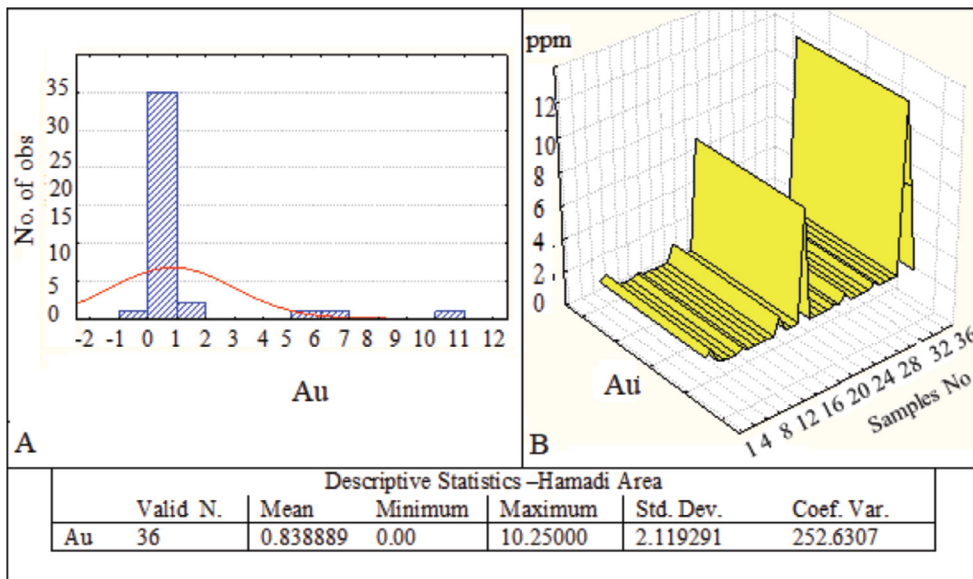 No. of obs
35
30
25
20
15
10
5
0
-2 -1 0 1 2 3 4 5 6 7 8 9 10 11 12
Au
A
ppm
12
10
8
6
4
2
0
Au
1 4 8 12 16 20 24 28 32 36
Samples No
B
Descriptive Statistics –Hamadi Area
Valid N. Mean Minimum Maximum Std. Dev. Coef. Var.
Au 36 0.838889 0.00 10.25000 2.119291 252.6307